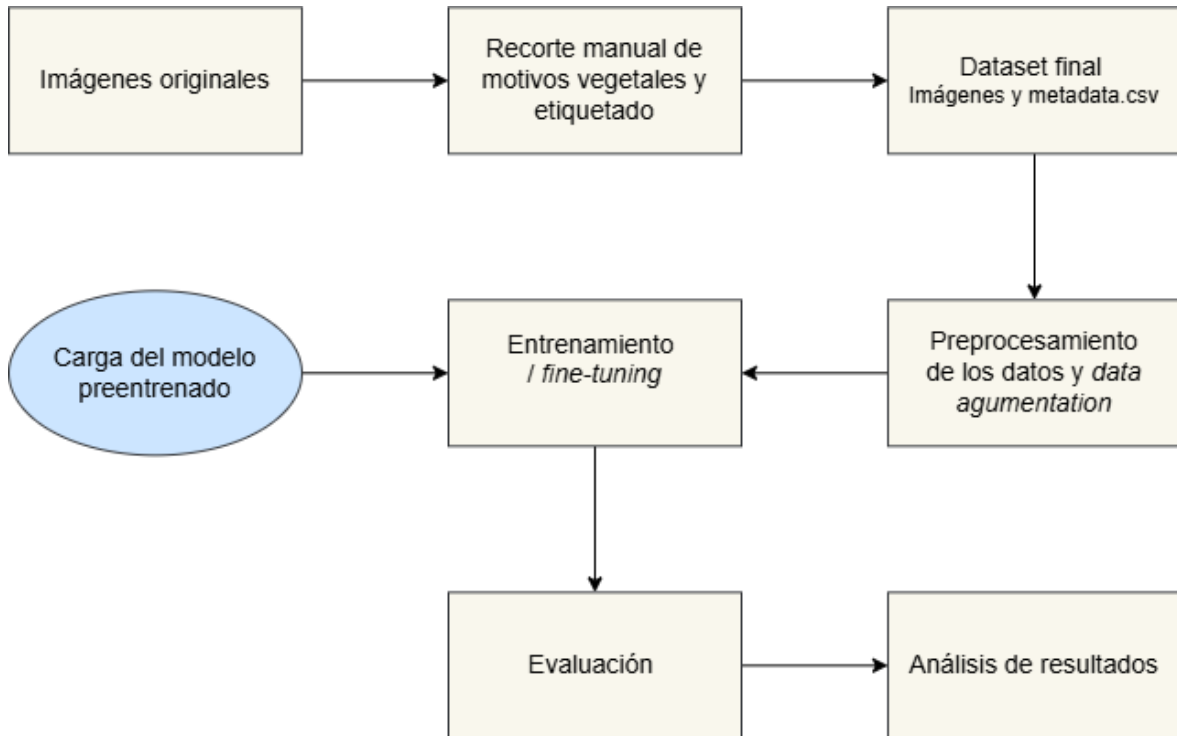 Imágenes originales
Recorte manual de
motivos vegetales y
etiquetado
Dataset final
Imágenes y metadata.csv
Carga del modelo
preentrenado
Entrenamiento
/ fine-tuning
Preprocesamiento
de los datos y data
agumentation
Evaluación
Análisis de resultados